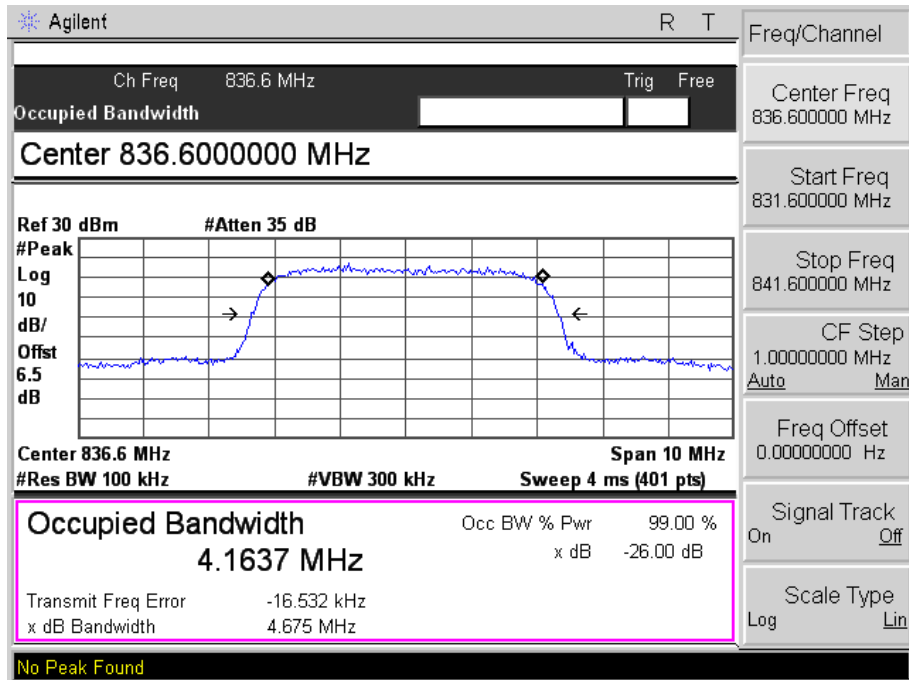 Agilent R T
Ch Freq 836.6 MHz Trig Free
Occupied Bandwidth
Center 836.6000000 MHz
Ref 30 dBm #Atten 35 dB
#Peak
Log
10
dB/
Offst
6.5
dB
Center 836.6 MHz Span 10 MHz
#Res BW 100 kHz #VBW 300 kHz Sweep 4 ms (401 pts)
Occupied Bandwidth
4.1637 MHz
Occ BW % Pwr 99.00 %
x dB -26.00 dB
Transmit Freq Error -16.532 kHz
x dB Bandwidth 4.675 MHz
No Peak Found
Freq/Channel
Center Freq
836.600000 MHz
Start Freq
831.600000 MHz
Stop Freq
841.600000 MHz
CF Step
1.00000000 MHz
Auto Man
Freq Offset
0.00000000 Hz
Signal Track
On Off
Scale Type
Log Lin